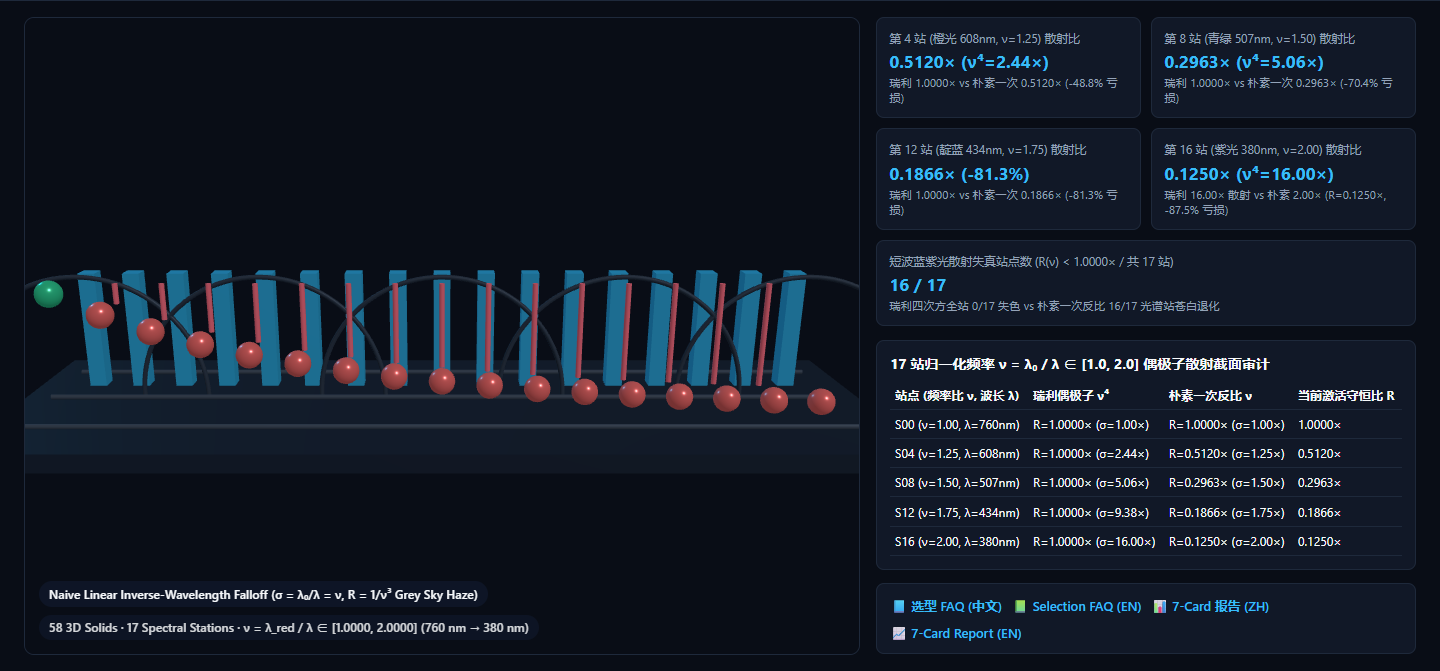 第 4 站 (橙光 608nm, ν=1.25) 散射比
0.5120× (ν⁴=2.44×)
瑞利 1.0000× vs 朴素一次 0.5120× (-48.8% 亏
损)
第 8 站 (青绿 507nm, ν=1.50) 散射比
0.2963× (ν⁴=5.06×)
瑞利 1.0000× vs 朴素一次 0.2963× (-70.4% 亏
损)
第 12 站 (靛蓝 434nm, ν=1.75) 散射比
0.1866× (-81.3%)
瑞利 1.0000× vs 朴素一次 0.1866× (-81.3% 亏
损)
第 16 站 (紫光 380nm, ν=2.00) 散射比
0.1250× (ν⁴=16.00×)
瑞利 16.00× 散射 vs 朴素 2.00× (R=0.1250×,
-87.5% 亏损)
短波蓝紫光散射失真站点数 (R(ν) < 1.0000× / 共 17 站)
16 / 17
瑞利四次方全站 0/17 失色 vs 朴素一次反比 16/17 光谱站苍白退化
17 站归一化频率 ν = λ₀ / λ ∈ [1.0, 2.0] 偶极子散射截面审计
站点 (频率比 ν, 波长 λ) 瑞利偶极子 ν⁴ 朴素一次反比 ν 当前激活守恒比 R
S00 (ν=1.00, λ=760nm) R=1.0000× (σ=1.00×) R=1.0000× (σ=1.00×) 1.0000×
S04 (ν=1.25, λ=608nm) R=1.0000× (σ=2.44×) R=0.5120× (σ=1.25×) 0.5120×
S08 (ν=1.50, λ=507nm) R=1.0000× (σ=5.06×) R=0.2963× (σ=1.50×) 0.2963×
S12 (ν=1.75, λ=434nm) R=1.0000× (σ=9.38×) R=0.1866× (σ=1.75×) 0.1866×
S16 (ν=2.00, λ=380nm) R=1.0000× (σ=16.00×) R=0.1250× (σ=2.00×) 0.1250×
Naive Linear Inverse-Wavelength Falloff (σ = λ₀/λ = ν, R = 1/ν³ Grey Sky Haze)
58 3D Solids · 17 Spectral Stations · ν = λ_red / λ ∈ [1.0000, 2.0000] (760 nm → 380 nm)
选型 FAQ (中文) Selection FAQ (EN) 7-Card 报告 (ZH)
7-Card Report (EN)